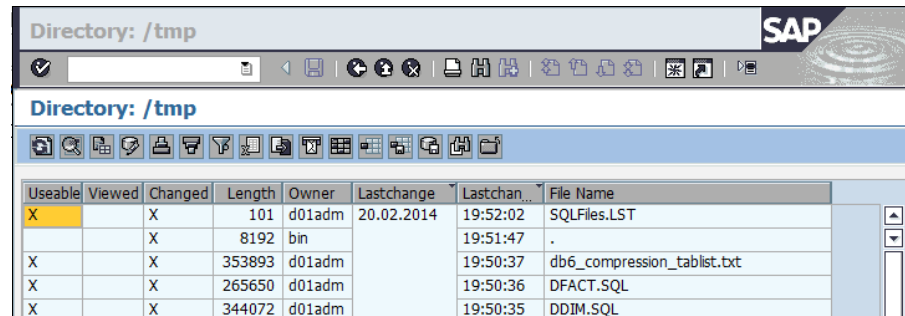 Directory: /tmp
SAP
Directory: /tmp
Useable Viewed Changed Length Owner Lastchange Lastchan... File Name
X X 101 d01adm 20.02.2014 19:52:02 SQLFiles.LST
X 8192 bin 19:51:47 .
X X 353893 d01adm 19:50:37 db6_compression_tablist.txt
X X 265650 d01adm 19:50:36 DFACT.SQL
X X 344072 d01adm 19:50:35 DDIM.SQL